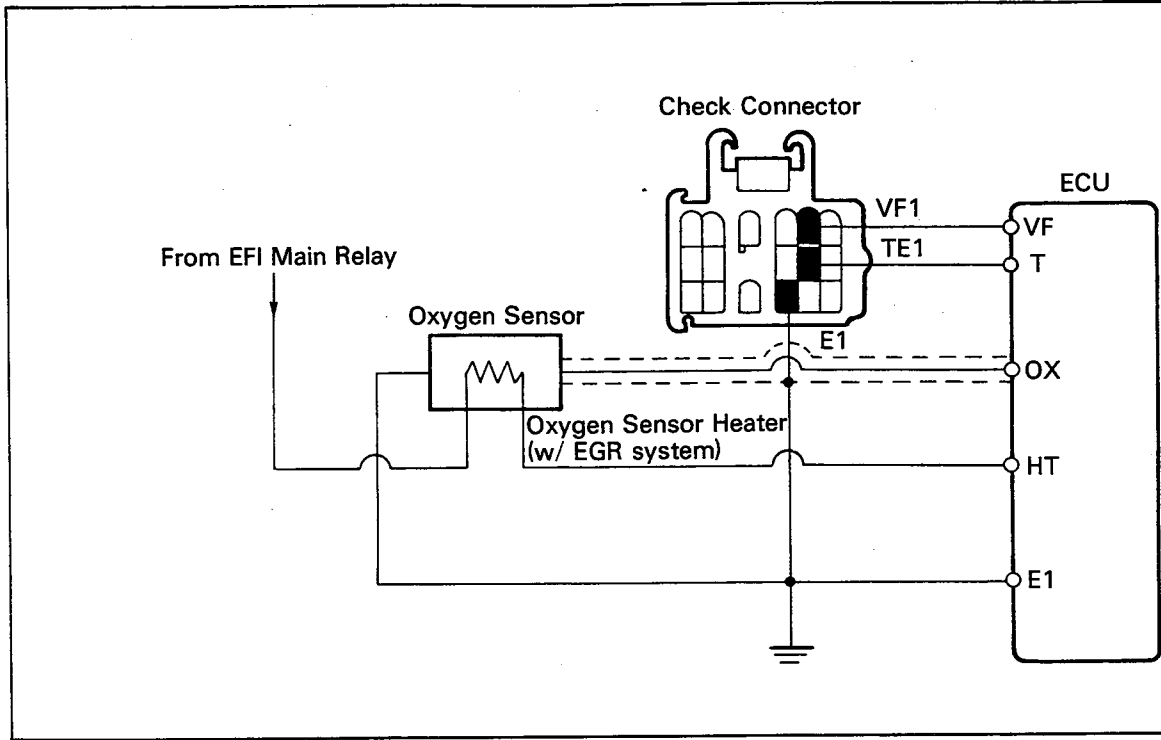 Check Connector
ECU
VF1
VF
TE1
T
From EFI Main Relay
Oxygen Sensor
E1
OX
Oxygen Sensor Heater
(w/ EGR system)
HT
E1